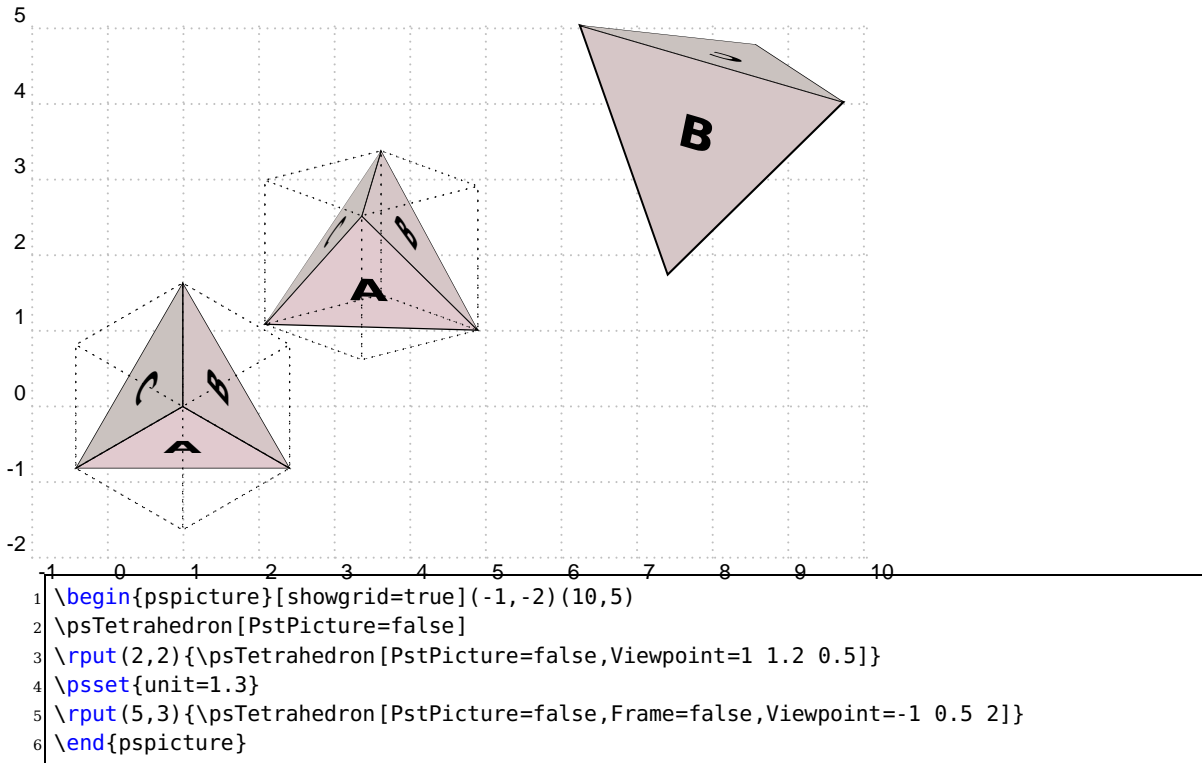 5
4
3
2
1
0
-1
-2
-1 0 1 2 3 4 5 6 7 8 9 10
C B
A
C B
A
B
C
1 \begin{pspicture}[showgrid=true](-1,-2)(10,5)
2 \psTetrahedron[PstPicture=false]
3 \rput(2,2){\psTetrahedron[PstPicture=false,Viewpoint=1 1.2 0.5]}
4 \psset{unit=1.3}
5 \rput(5,3){\psTetrahedron[PstPicture=false,Frame=false,Viewpoint=-1 0.5 2]}
6 \end{pspicture}